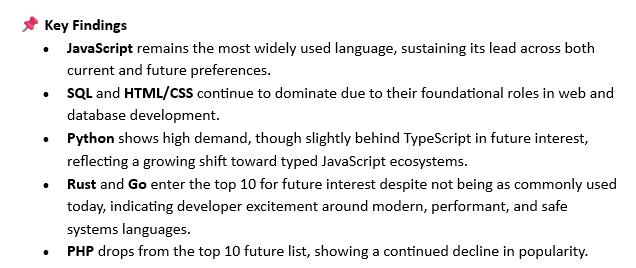 📌 Key Findings
• JavaScript remains the most widely used language, sustaining its lead across both
current and future preferences.
• SQL and HTML/CSS continue to dominate due to their foundational roles in web and
database development.
• Python shows high demand, though slightly behind TypeScript in future interest,
reflecting a growing shift toward typed JavaScript ecosystems.
• Rust and Go enter the top 10 for future interest despite not being as commonly used
today, indicating developer excitement around modern, performant, and safe
systems languages.
• PHP drops from the top 10 future list, showing a continued decline in popularity.